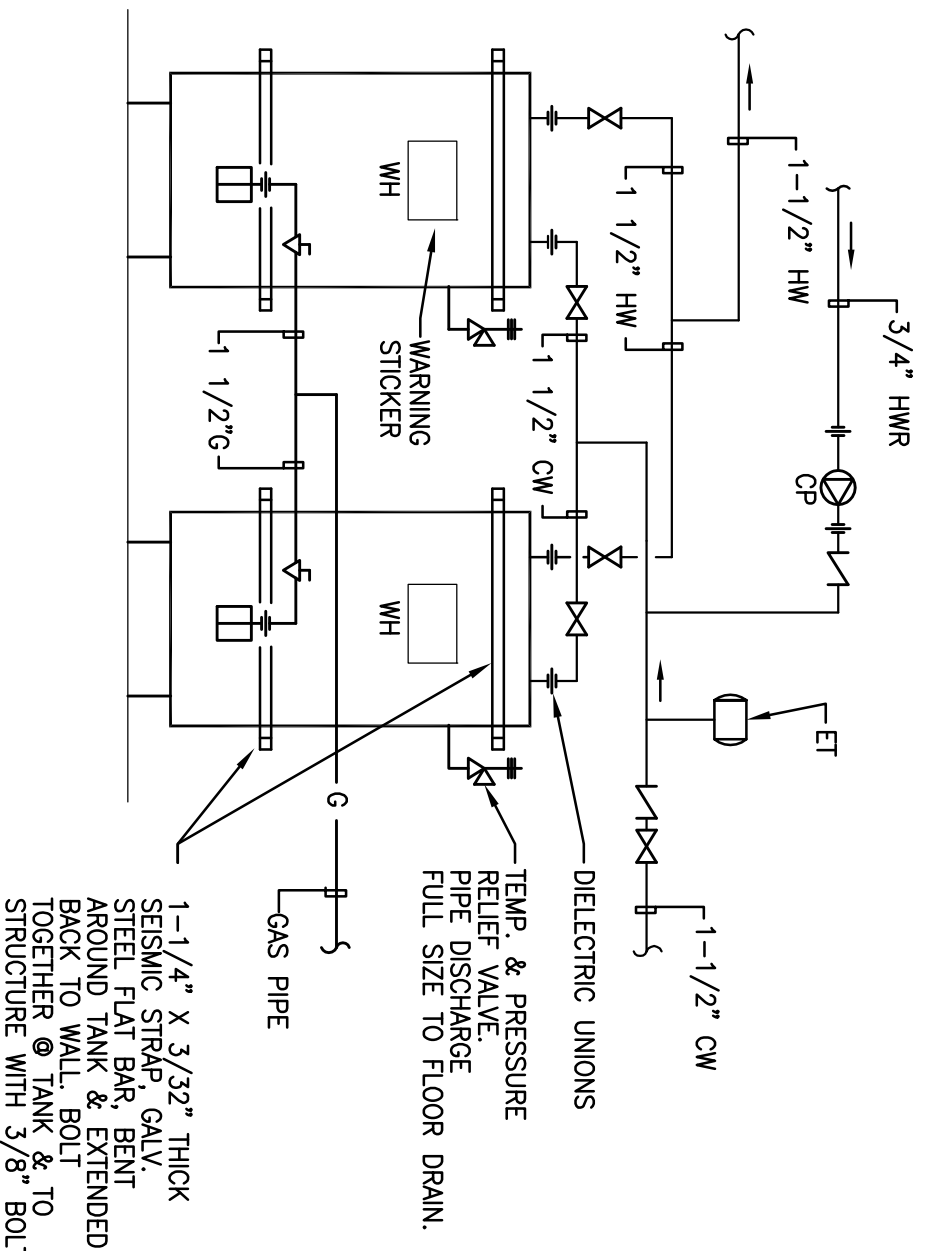 1-1/2" HW
3/4" HWR
CP
ET
1-1/2" CW
1 1/2" HW
1 1/2" CW
DIELECTRIC UNIONS
TEMP. & PRESSURE
RELIEF VALVE.
PIPE DISCHARGE
FULL SIZE TO FLOOR DRAIN.
WARNING
STICKER
WH
WH
1 1/2"G
G
GAS PIPE
1-1/4" X 3/32" THICK
SEISMIC STRAP, GALV.
STEEL FLAT BAR, BENT
AROUND TANK & EXTENDED
BACK TO WALL. BOLT
TOGETHER @ TANK & TO
STRUCTURE WITH 3/8" BOLT